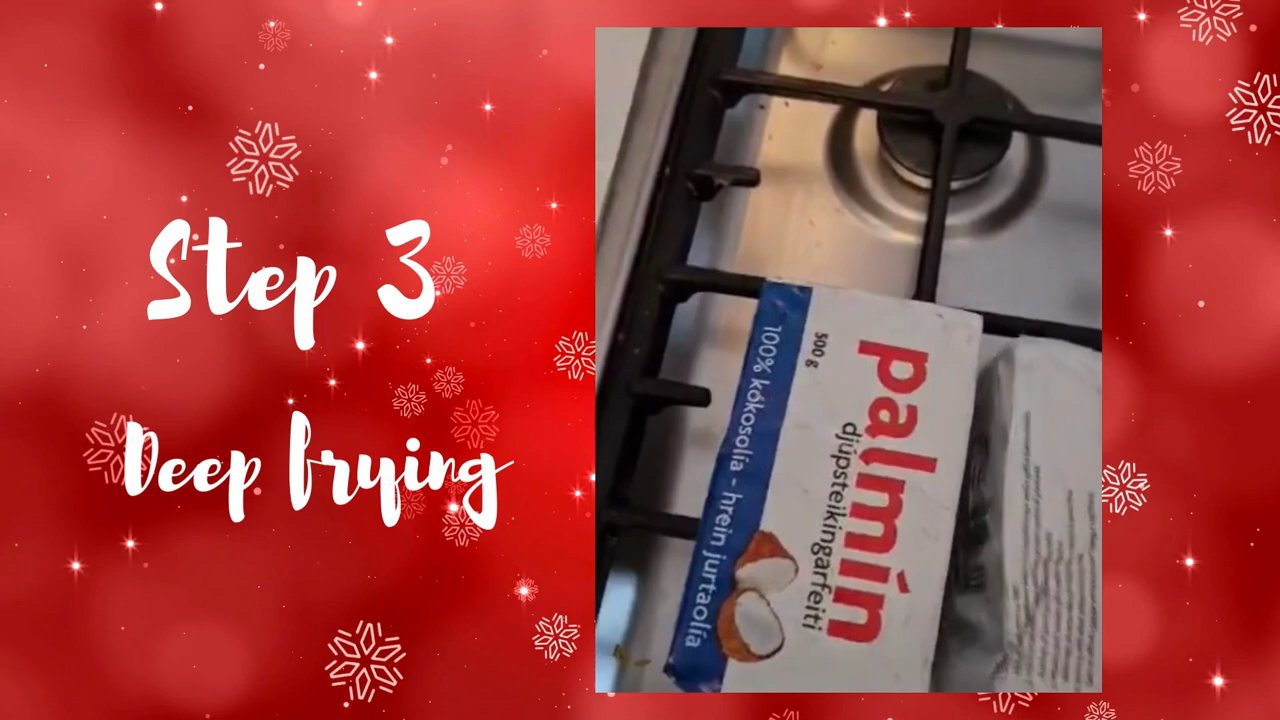 Step 3
Deep frying
palmín
djúpsteikingarfeiti
500 g
100% kókosolía - hrein jurtaolía